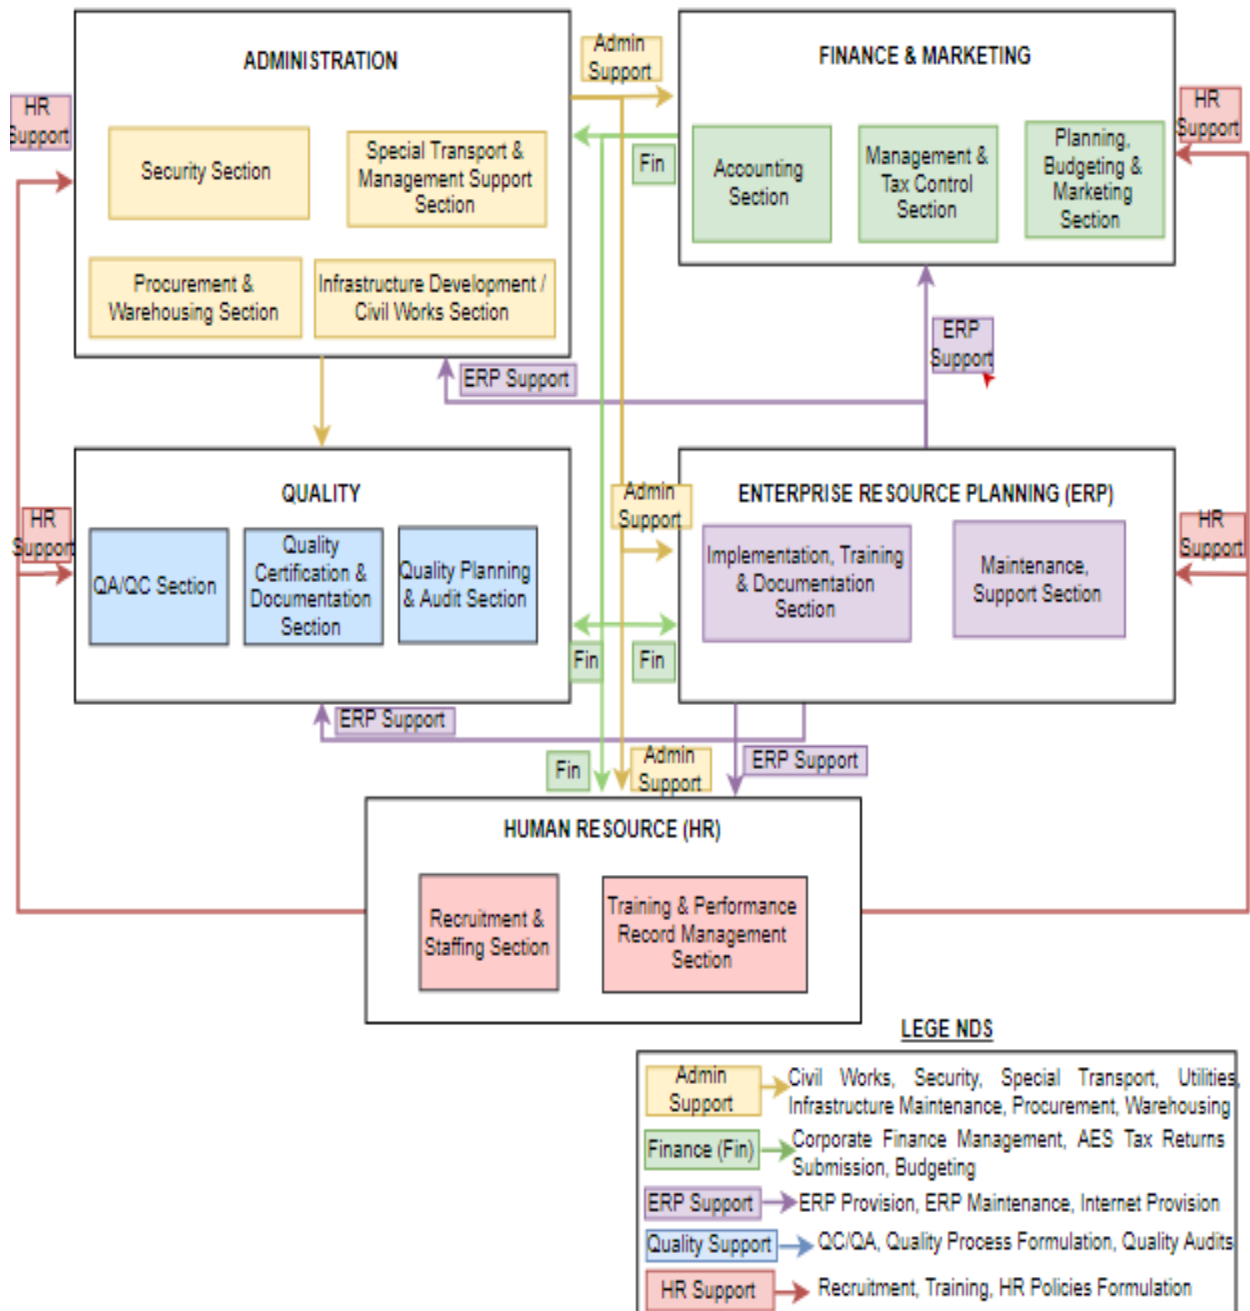 ADMINISTRATION
Security Section
Special Transport &
Management Support
Section
Procurement &
Warehousing Section
Infrastructure Development /
Civil Works Section
Admin
Support
FINANCE & MARKETING
Accounting
Section
Management &
Tax Control
Section
Planning,
Budgeting &
Marketing
Section
HR
Support
HR
Support
Fin
ERP Support
ERP
Support
QUALITY
QA/QC Section
Quality
Certification &
Documentation
Section
Quality Planning
& Audit Section
HR
Support
Admin
Support
ENTERPRISE RESOURCE PLANNING (ERP)
Implementation, Training
& Documentation
Section
Maintenance,
Support Section
HR
Support
Fin
Fin
ERP Support
ERP Support
Fin
Admin
Support
HUMAN RESOURCE (HR)
Recruitment &
Staffing Section
Training & Performance
Record Management
Section
LEGE NDS
Admin
Support
Civil Works, Security, Special Transport, Utilities,
Infrastructure Maintenance, Procurement, Warehousing
Finance (Fin)
Corporate Finance Management, AES Tax Returns
Submission, Budgeting
ERP Support
ERP Provision, ERP Maintenance, Internet Provision
Quality Support
QC/QA, Quality Process Formulation, Quality Audits
HR Support
Recruitment, Training, HR Policies Formulation